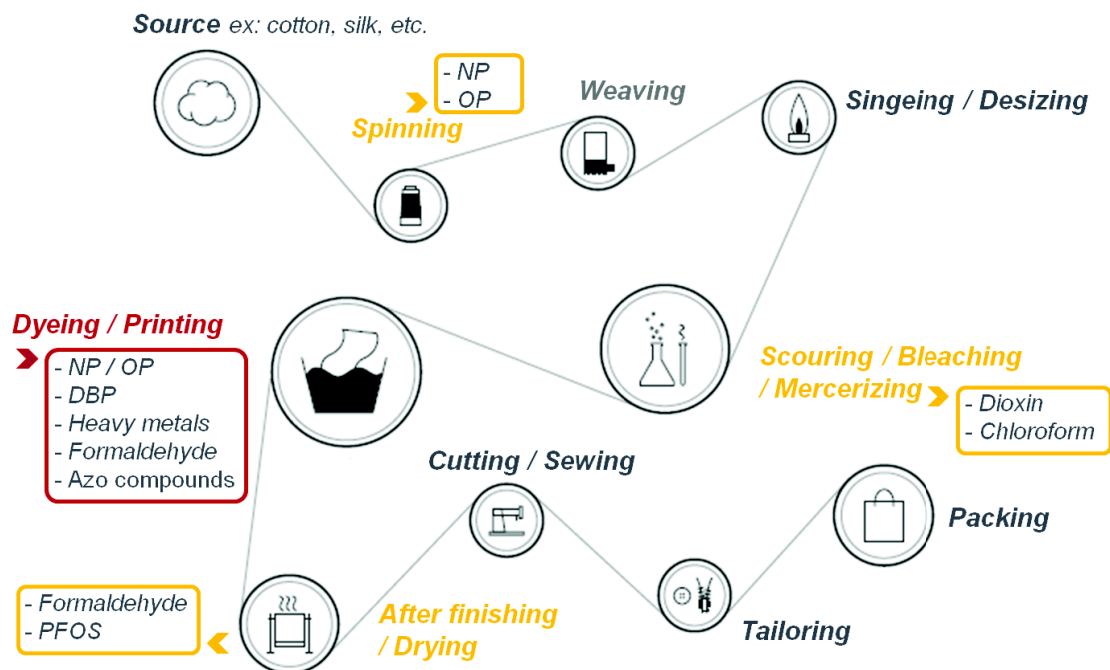 Source ex: cotton, silk, etc.
- NP
- OP
Spinning
Weaving
Singeing / Desizing
Dyeing / Printing
- NP / OP
- DBP
- Heavy metals
- Formaldehyde
- Azo compounds
Scouring / Bleaching
/ Mercerizing
- Dioxin
- Chloroform
Cutting / Sewing
Packing
- Formaldehyde
- PFOS
After finishing
/ Drying
Tailoring